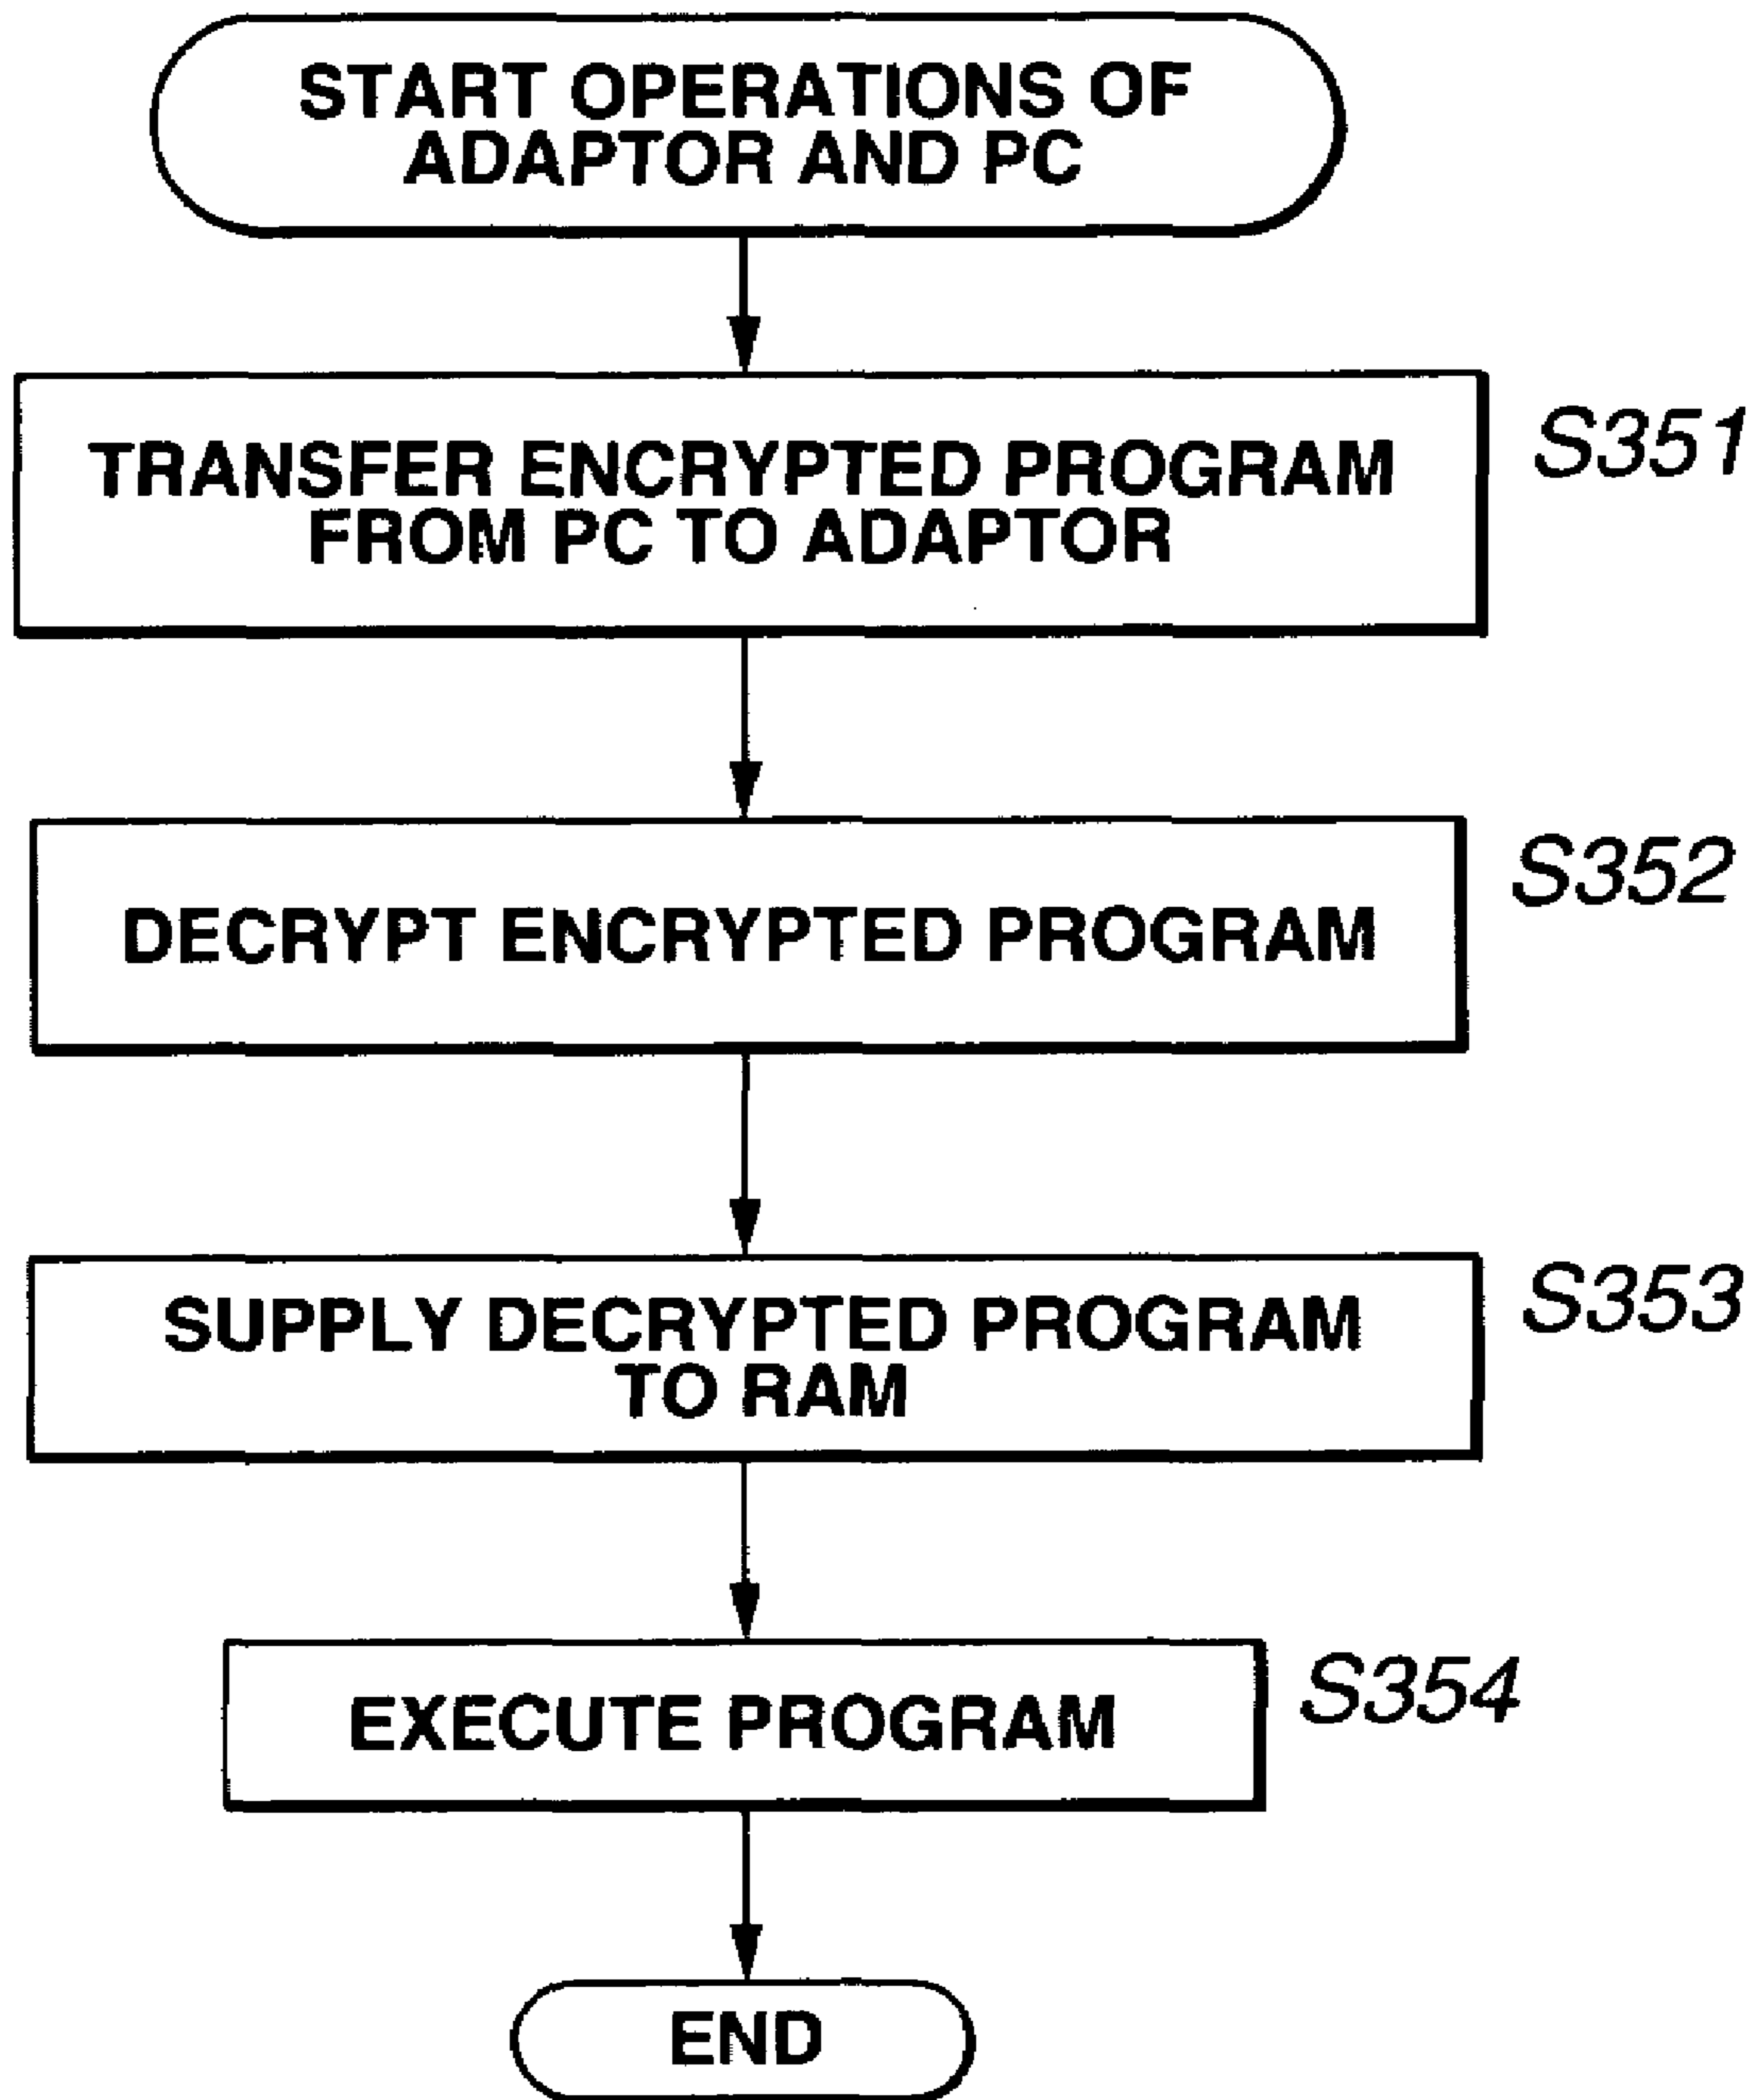 START OPERATIONS OF
ADAPTOR AND PC
TRANSFER ENCRYPTED PROGRAM
FROM PC TO ADAPTOR
S351
DECRYPT ENCRYPTED PROGRAM
S352
SUPPLY DECRYPTED PROGRAM
TO RAM
S353
EXECUTE PROGRAM
S354
END